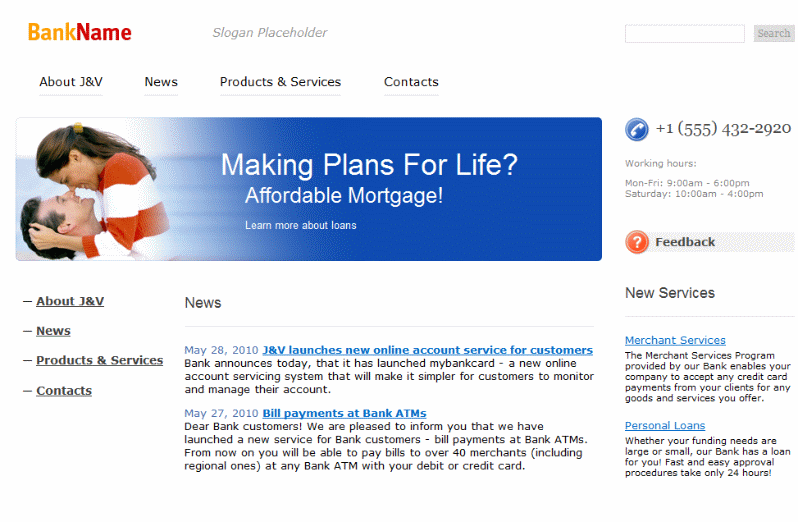 BankName
Slogan Placeholder
Search
About J&V
News
Products & Services
Contacts
Making Plans For Life?
Affordable Mortgage!
Learn more about loans
+1 (555) 432-2920
Working hours:
Mon-Fri: 9:00am - 6:00pm
Saturday: 10:00am - 4:00pm
? Feedback
— About J&V
— News
— Products & Services
— Contacts
News
May 28, 2010 J&V launches new online account service for customers
Bank announces today, that it has launched mybankcard - a new online
account servicing system that will make it simpler for customers to monitor
and manage their account.
May 27, 2010 Bill payments at Bank ATMs
Dear Bank customers! We are pleased to inform you that we have
launched a new service for Bank customers - bill payments at Bank ATMs.
From now on you will be able to pay bills to over 40 merchants (including
regional ones) at any Bank ATM with your debit or credit card.
New Services
Merchant Services
The Merchant Services Program
provided by our Bank enables your
company to accept any credit card
payments from your clients for any
goods and services you offer.
Personal Loans
Whether your funding needs are
large or small, our Bank has a loan
for you! Fast and easy approval
procedures take only 24 hours!